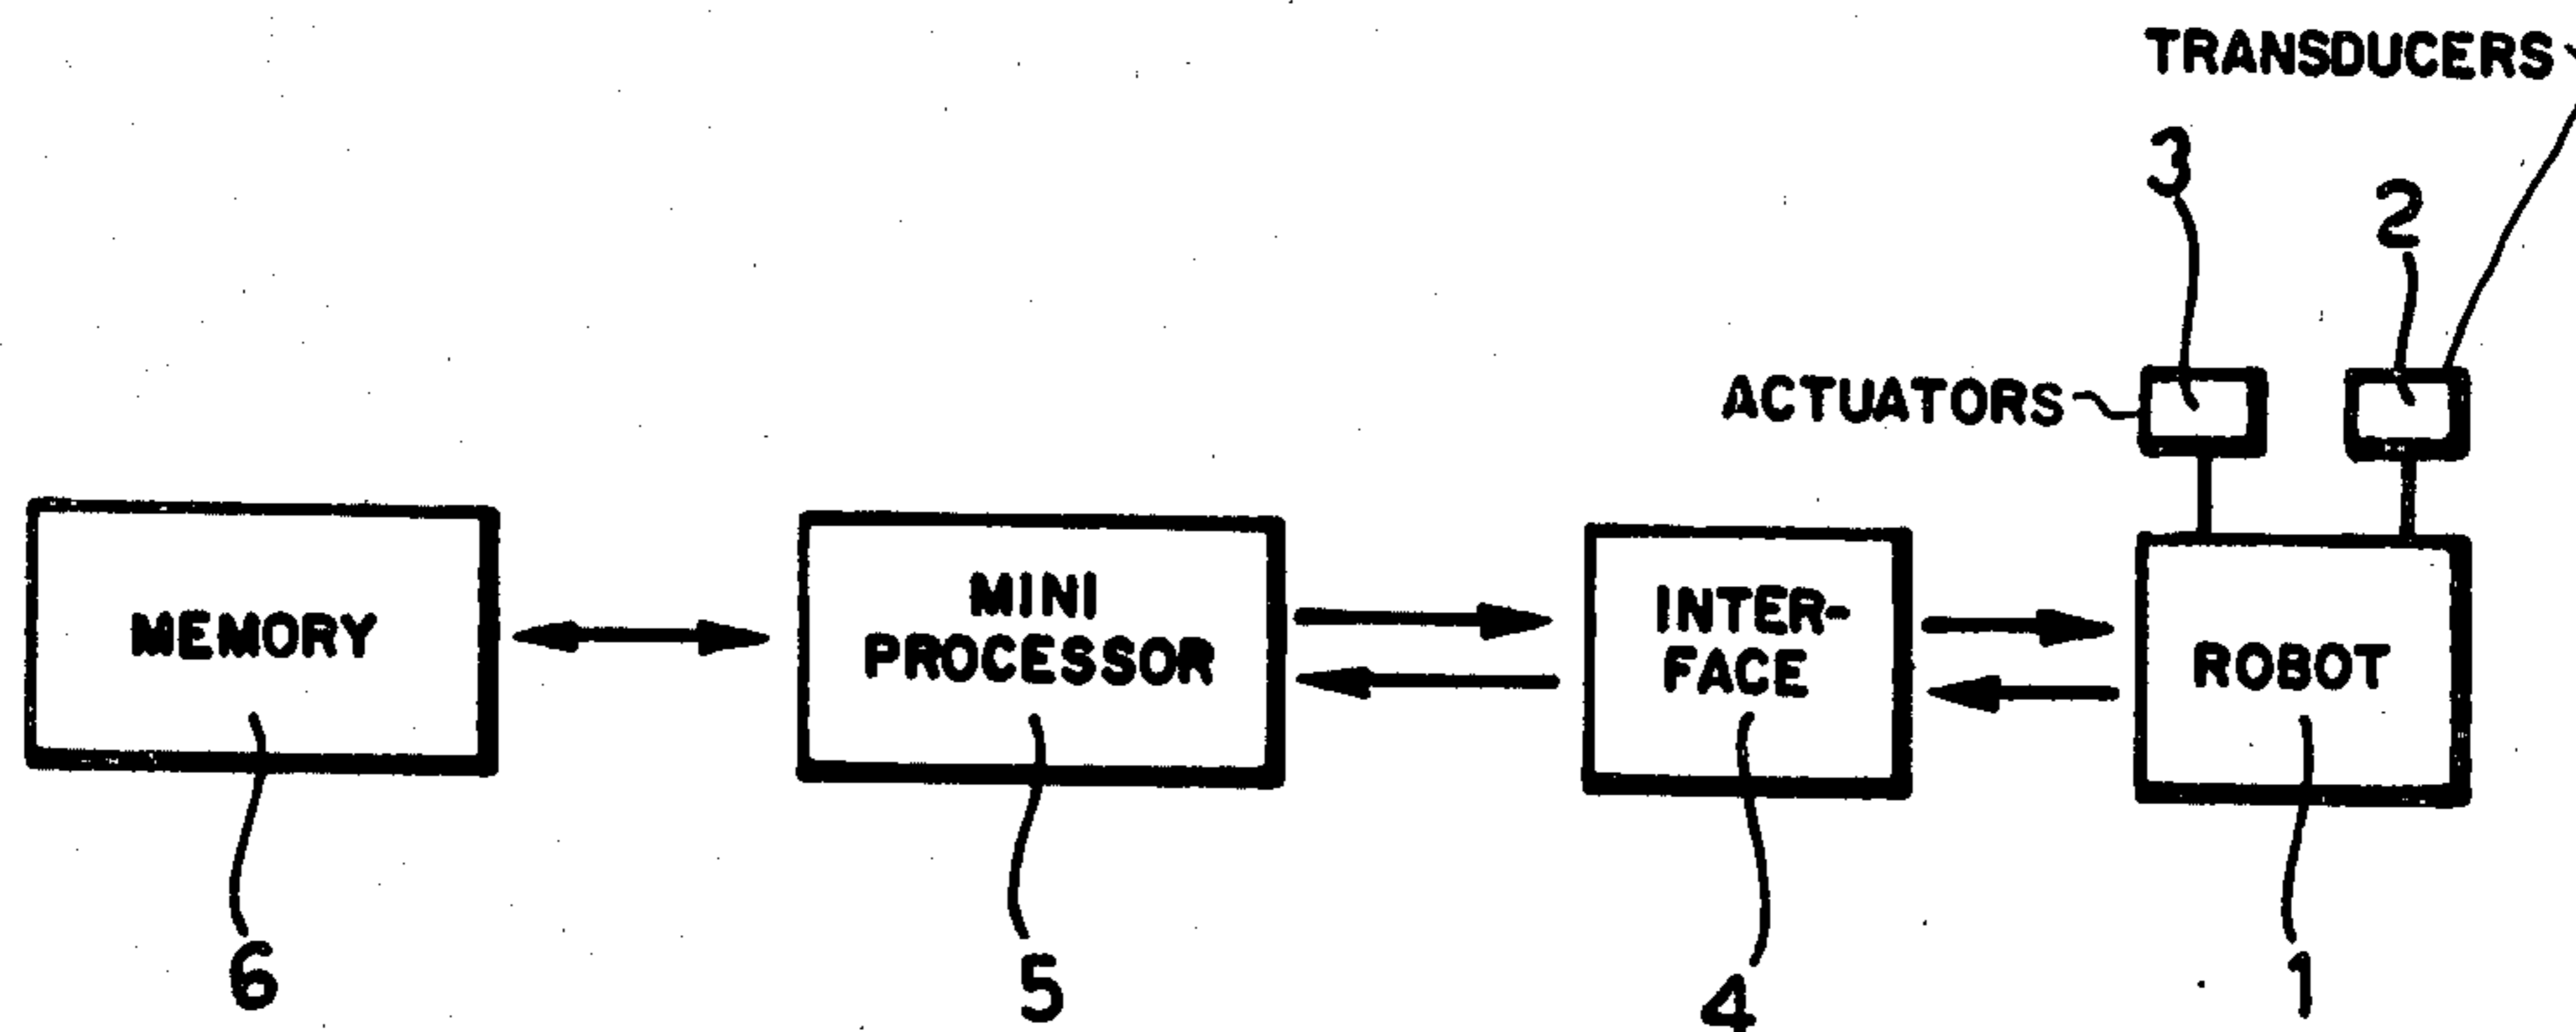 TRANSDUCERS
3
2
ACTUATORS
MEMORY
MINI
PROCESSOR
INTER-
FACE
ROBOT
6
5
4
1